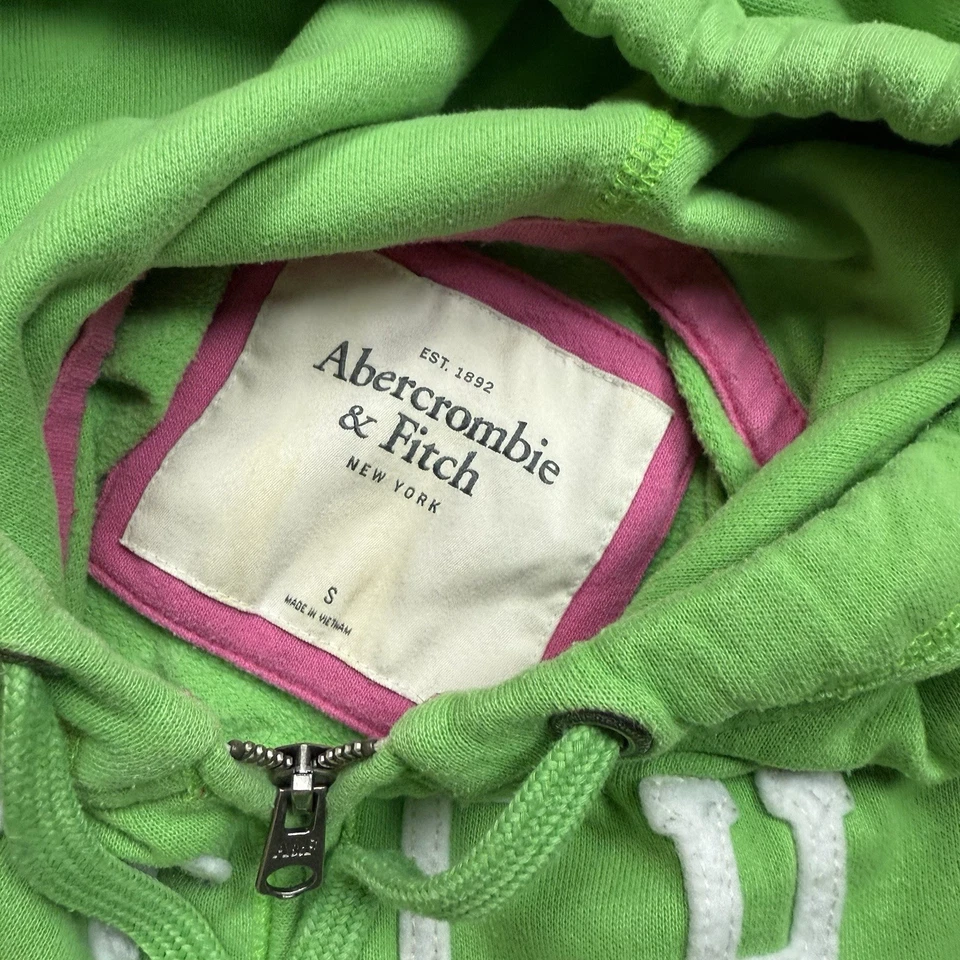 EST. 1892
Abercrombie
& Fitch
NEW YORK
S
MADE IN VIETNAM
A&F